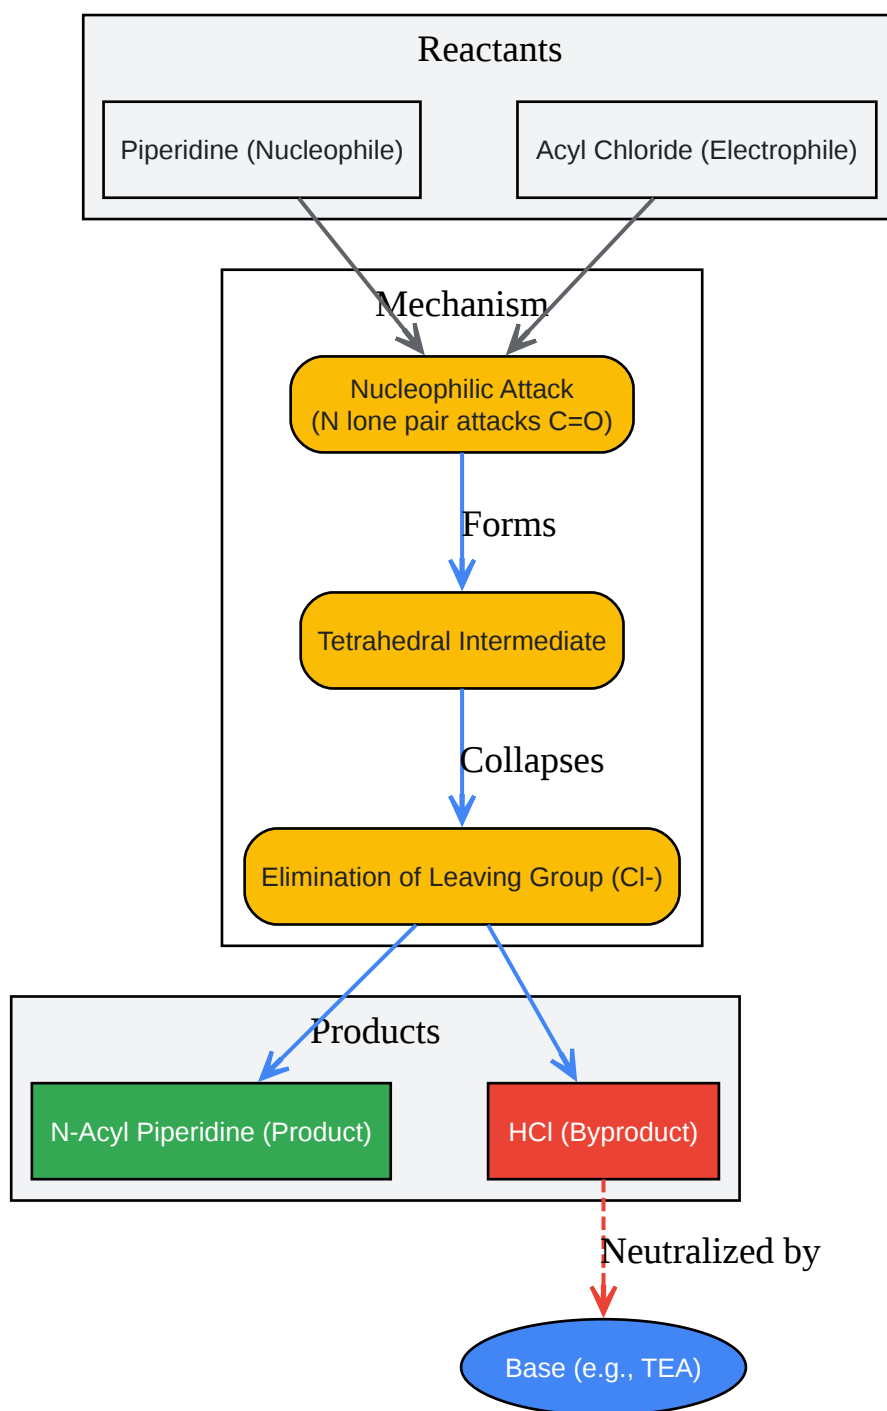 Reactants
Piperidine (Nucleophile)
Acyl Chloride (Electrophile)
Mechanism
Nucleophilic Attack
(N lone pair attacks C=O)
Forms
Tetrahedral Intermediate
Collapses
Elimination of Leaving Group (Cl-)
Products
N-Acyl Piperidine (Product)
HCl (Byproduct)
Neutralized by
Base (e.g., TEA)